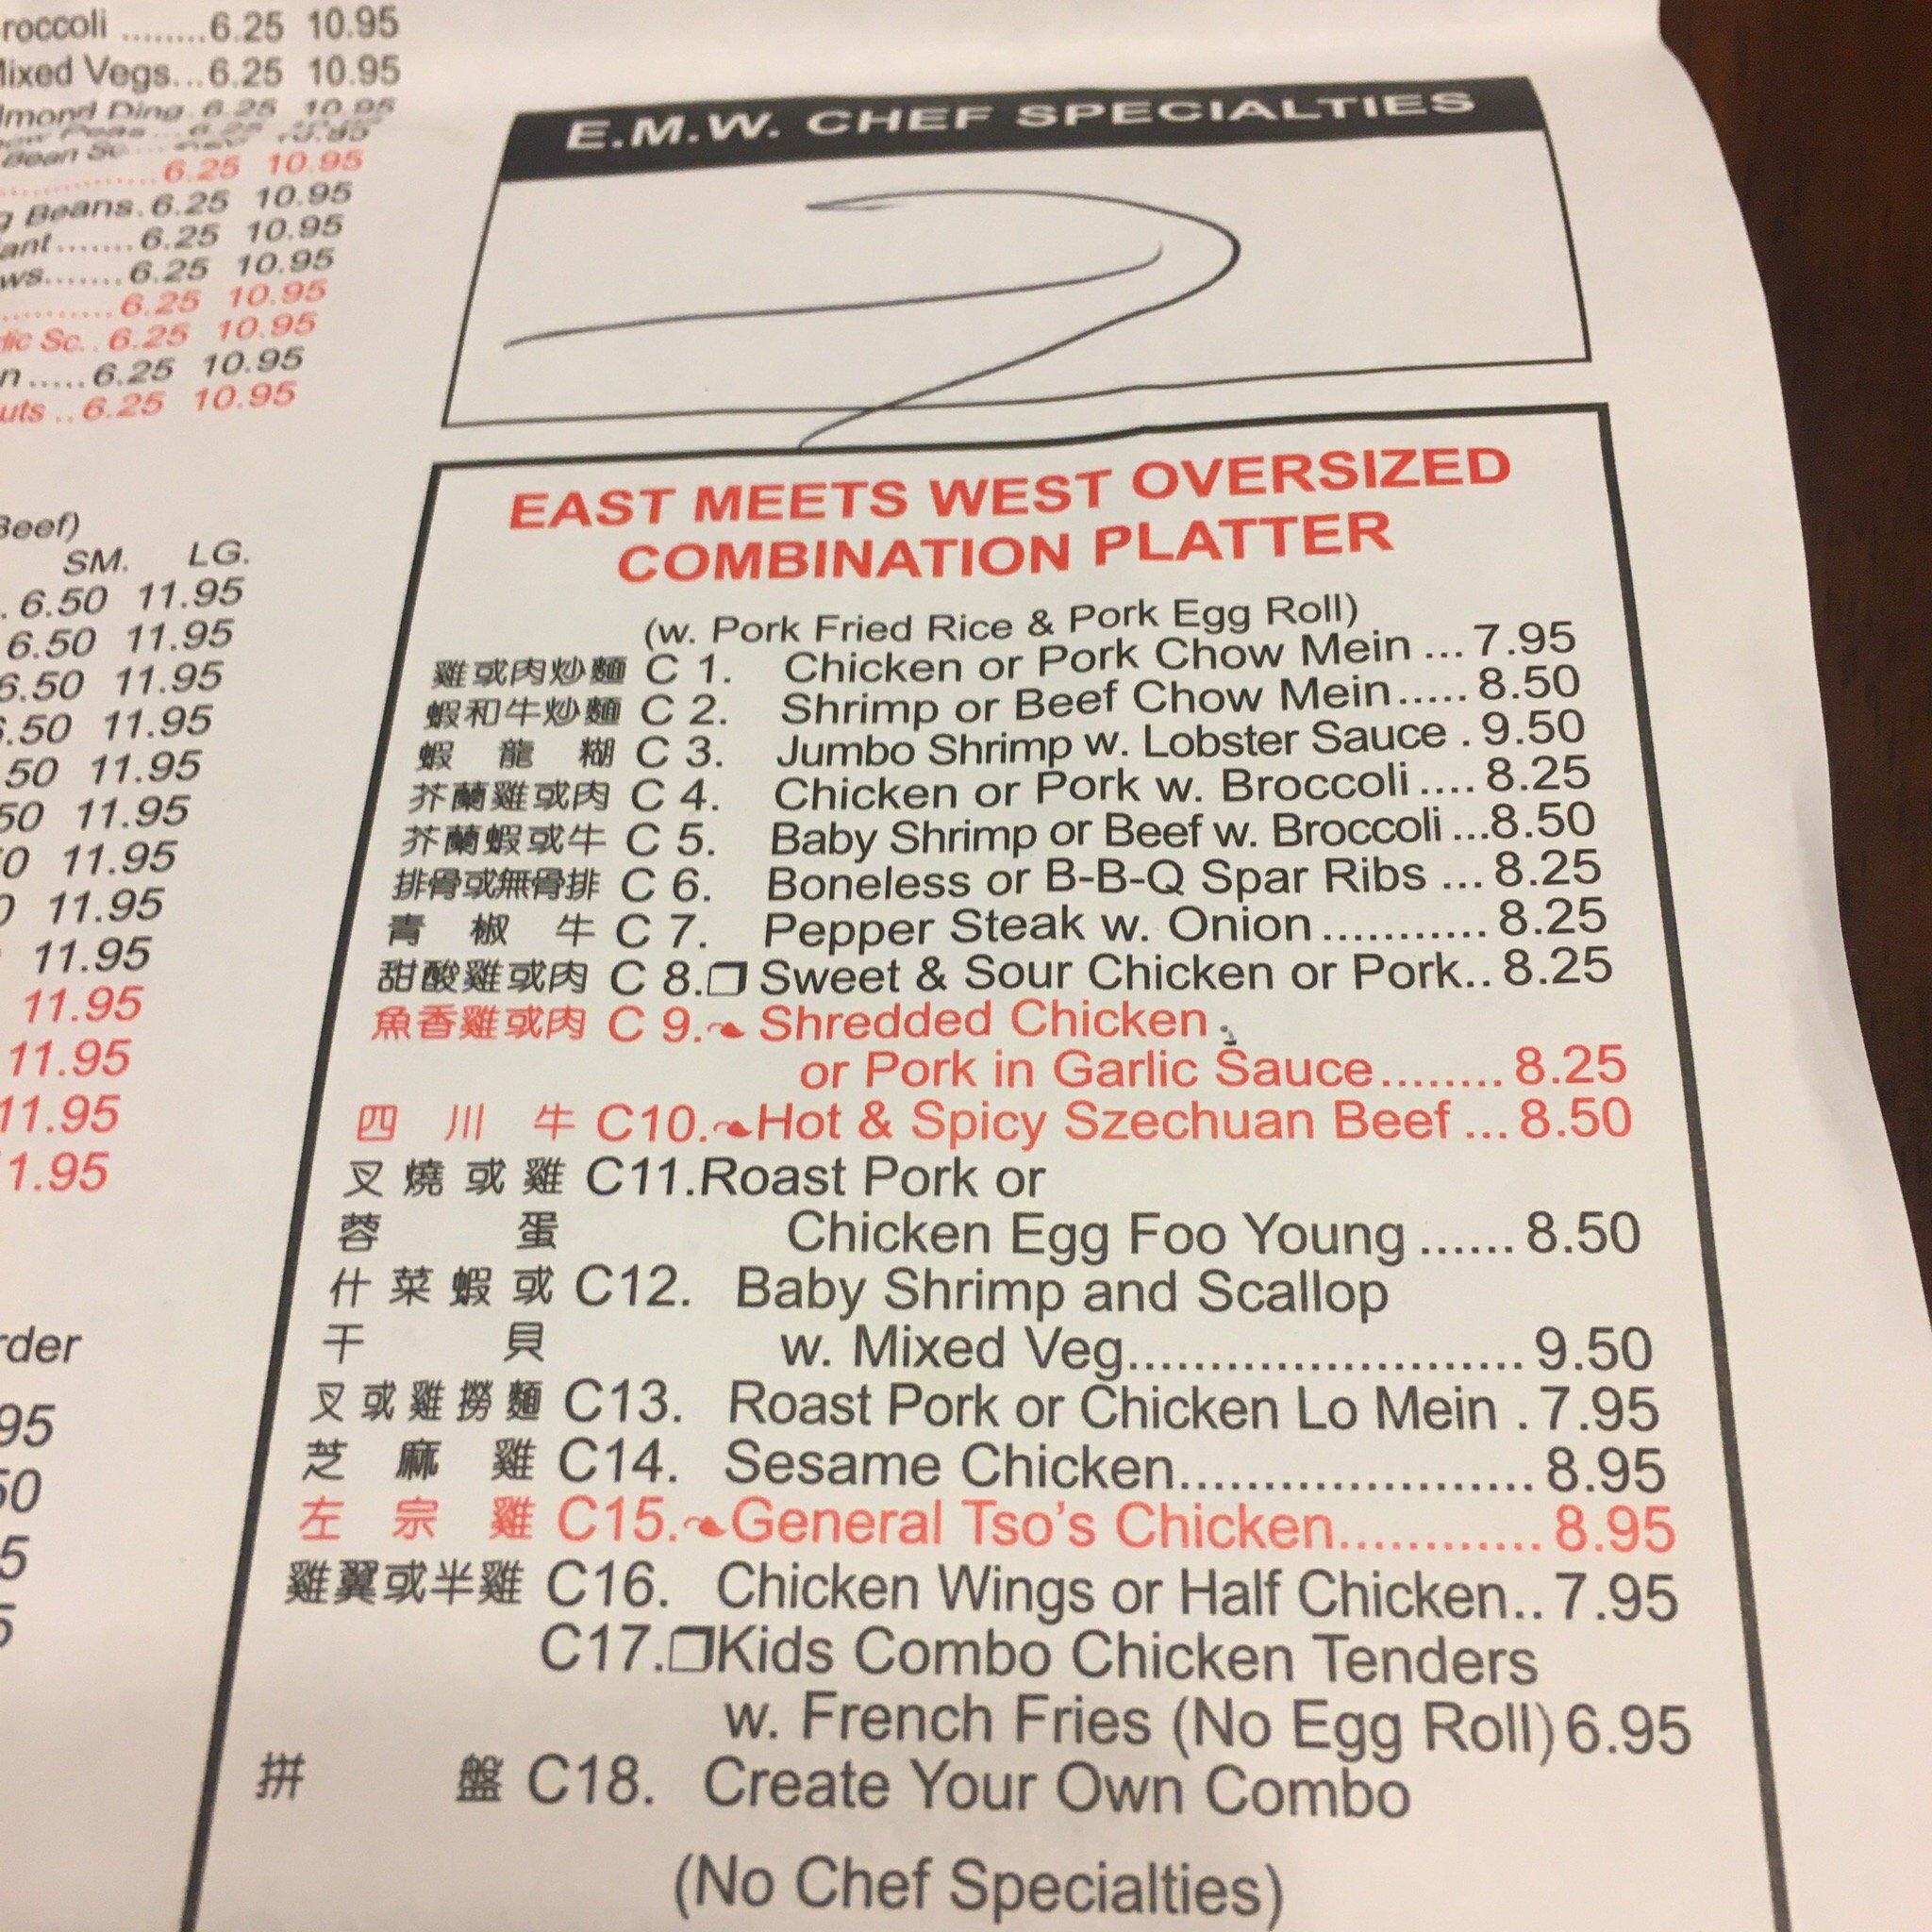 roccoli ........6.25 10.95
Mixed Vegs...6.25 10.95
lmond Ding.6.25 10.95
6.25 10.95
............6.25 10.95
g Beans.6.25 10.95
ant.......6.25 10.95
ws.......6.25 10.95
..........6.25 10.95
lic Sc..6.25 10.95
n.....6.25 10.95
uts..6.25 10.95
Beef)
SM. LG.
.6.50 11.95
6.50 11.95
6.50 11.95
6.50 11.95
50 11.95
50 11.95
0 11.95
0 11.95
11.95
11.95
11.95
11.95
1.95
rder
95
50
5
5
E.M.W. CHEF SPECIALTIES
EAST MEETS WEST OVERSIZED
COMBINATION PLATTER
(w. Pork Fried Rice & Pork Egg Roll)
雞或肉炒麵 C 1. Chicken or Pork Chow Mein ...7.95
蝦和牛炒麵 C 2. Shrimp or Beef Chow Mein..... 8.50
蝦 龍 糊 C 3. Jumbo Shrimp w. Lobster Sauce . 9.50
芥蘭雞或肉 C 4. Chicken or Pork w. Broccoli .... 8.25
芥蘭蝦或牛 C 5. Baby Shrimp or Beef w. Broccoli ...8.50
排骨或無骨排 C 6. Boneless or B-B-Q Spar Ribs ... 8.25
青 椒 牛 C 7. Pepper Steak w. Onion ........... 8.25
甜酸雞或肉 C 8.❒ Sweet & Sour Chicken or Pork.. 8.25
魚香雞或肉 C 9. Shredded Chicken
or Pork in Garlic Sauce........ 8.25
四 川 牛 C10. Hot & Spicy Szechuan Beef ... 8.50
叉 燒 或 雞 C11.Roast Pork or
蓉 蛋 Chicken Egg Foo Young ...... 8.50
什 菜 蝦 或 C12. Baby Shrimp and Scallop
干 貝 w. Mixed Veg........................ 9.50
叉 或 雞 撈 麵 C13. Roast Pork or Chicken Lo Mein . 7.95
芝 麻 雞 C14. Sesame Chicken...................... 8.95
左 宗 雞 C15. General Tso's Chicken............ 8.95
雞翼或半雞 C16. Chicken Wings or Half Chicken.. 7.95
C17.❒Kids Combo Chicken Tenders
w. French Fries (No Egg Roll) 6.95
拼 盤 C18. Create Your Own Combo
(No Chef Specialties)